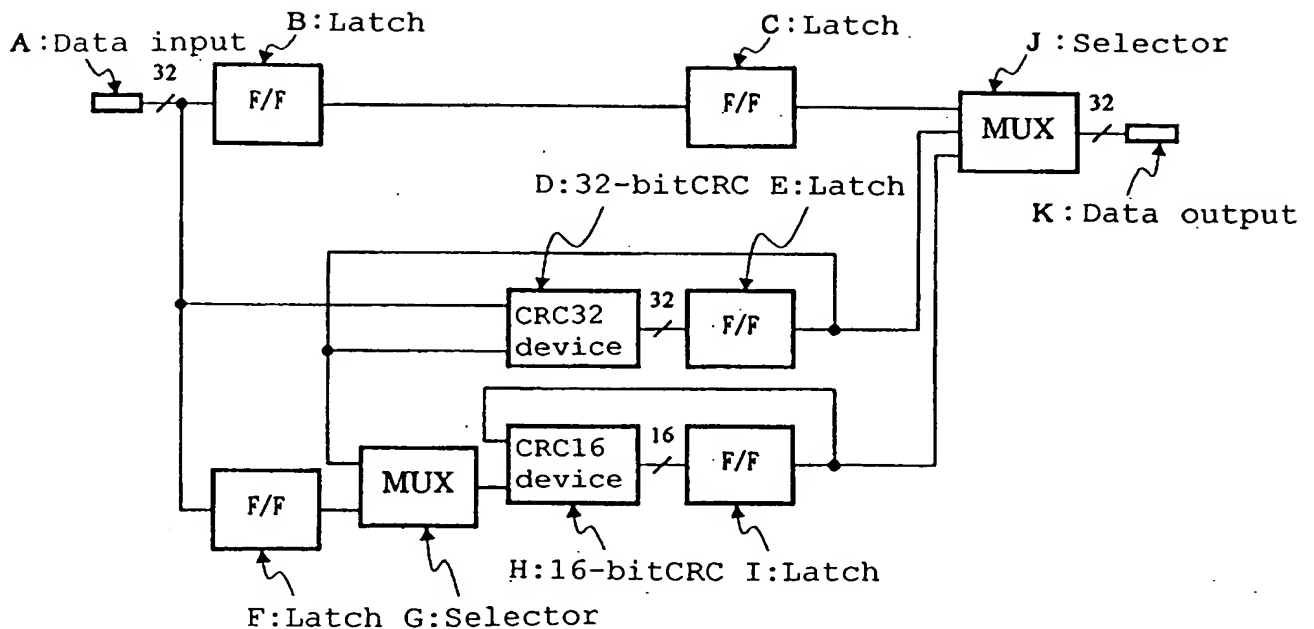 B:Latch
C:Latch
A:Data input
J:Selector
32
F/F
F/F
MUX
32
D:32-bitCRC E:Latch
K:Data output
CRC32
device
32
F/F
CRC16
device
16
F/F
F/F
MUX
H:16-bitCRC I:Latch
F:Latch G:Selector